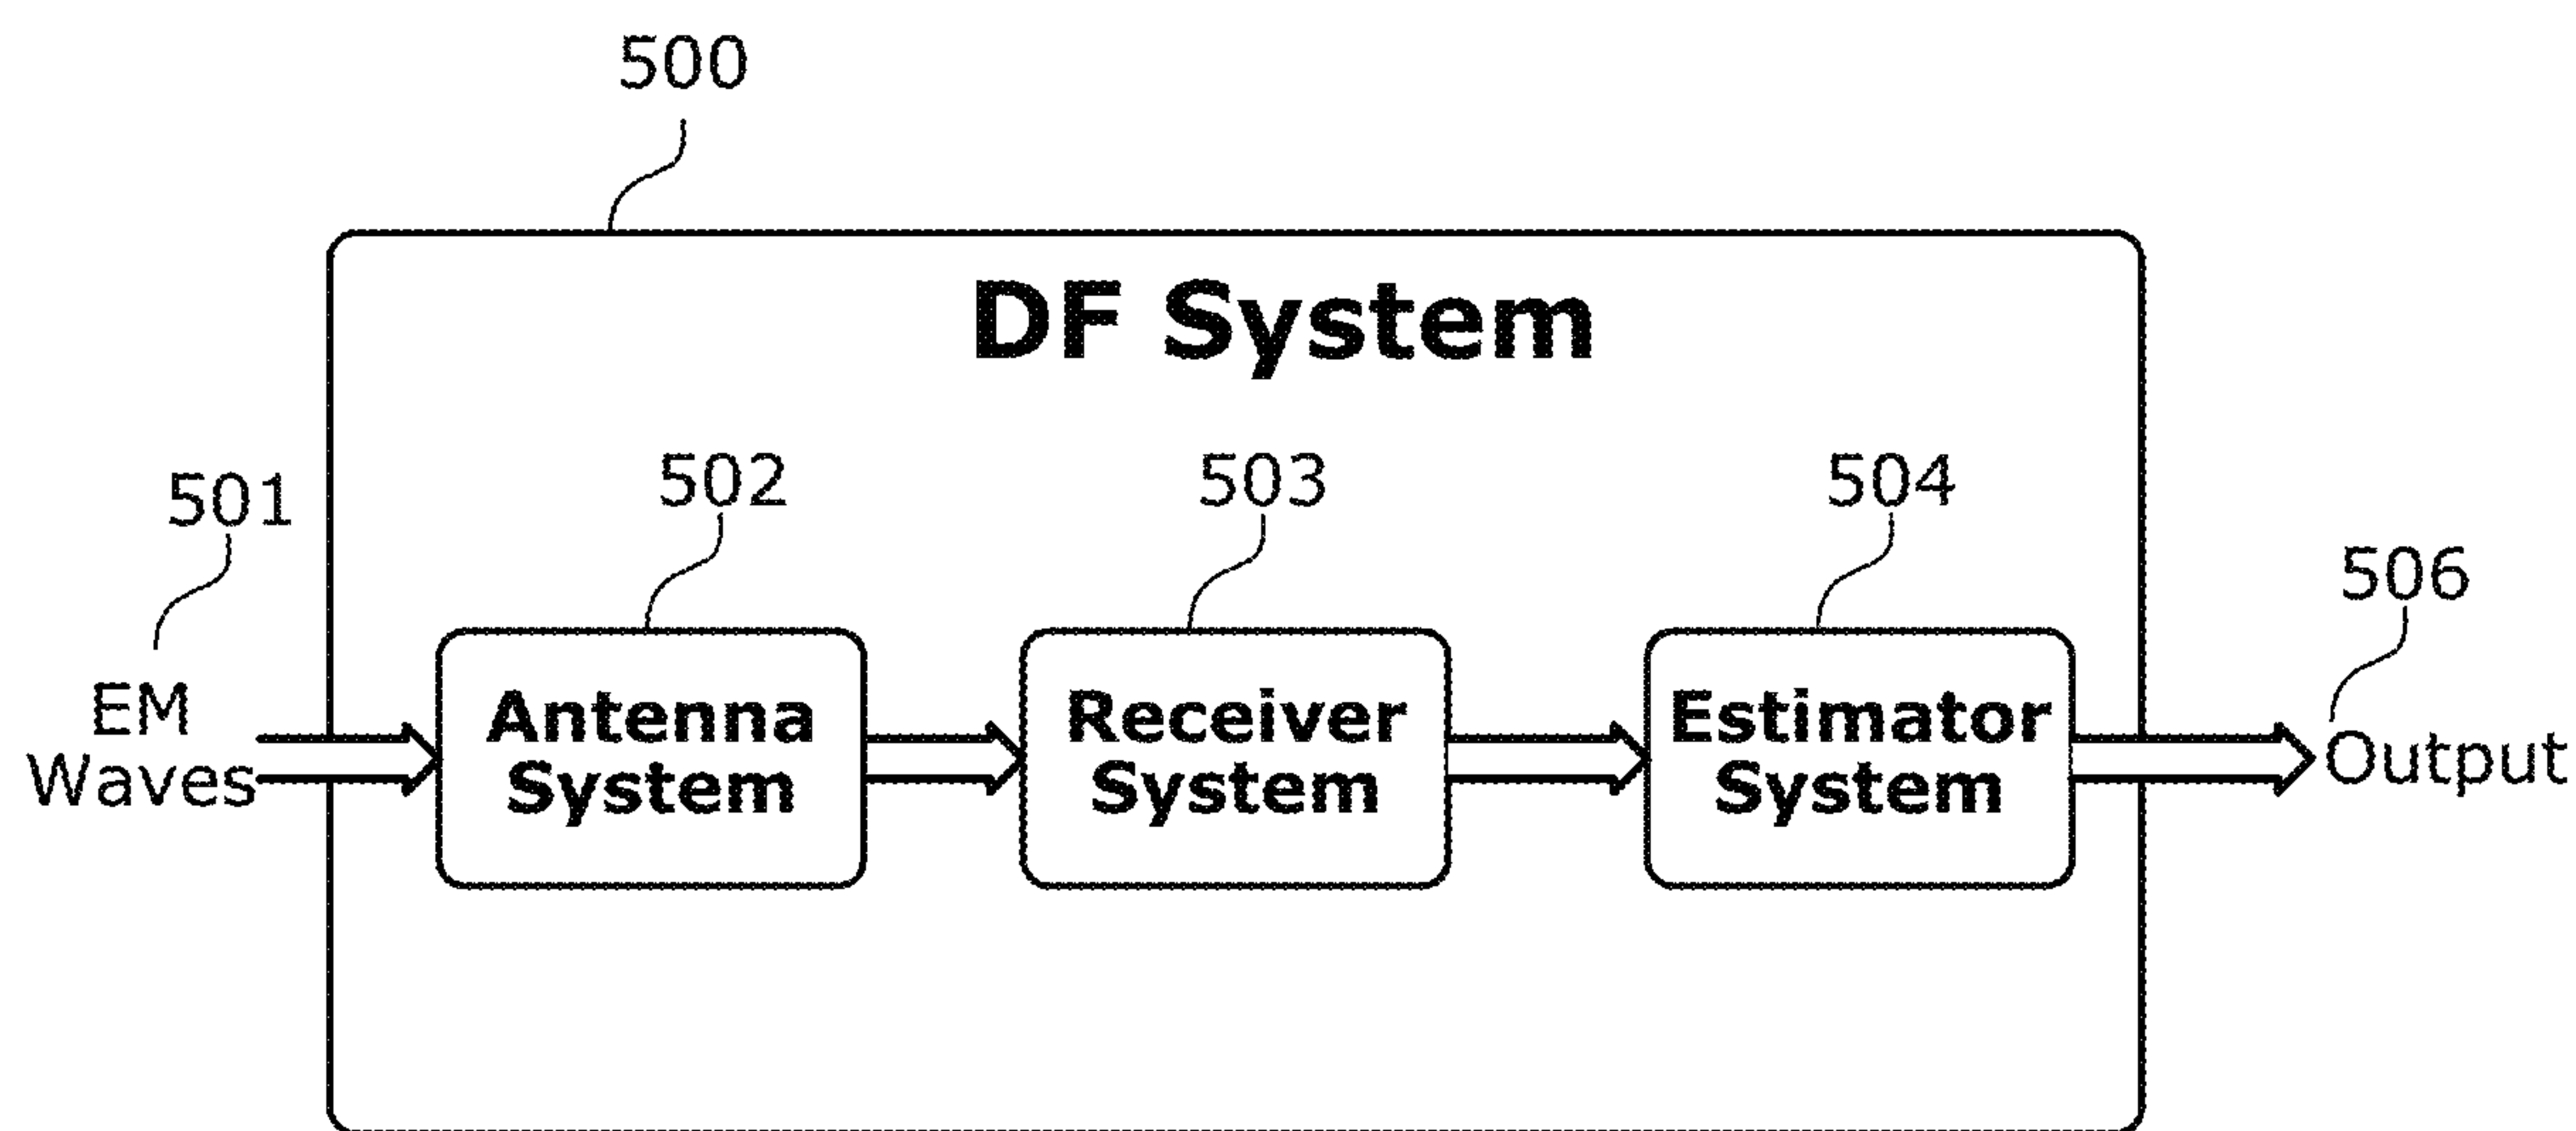 500
DF System
501
502
503
504
506
EM
Waves
Antenna
System
Receiver
System
Estimator
System
Output